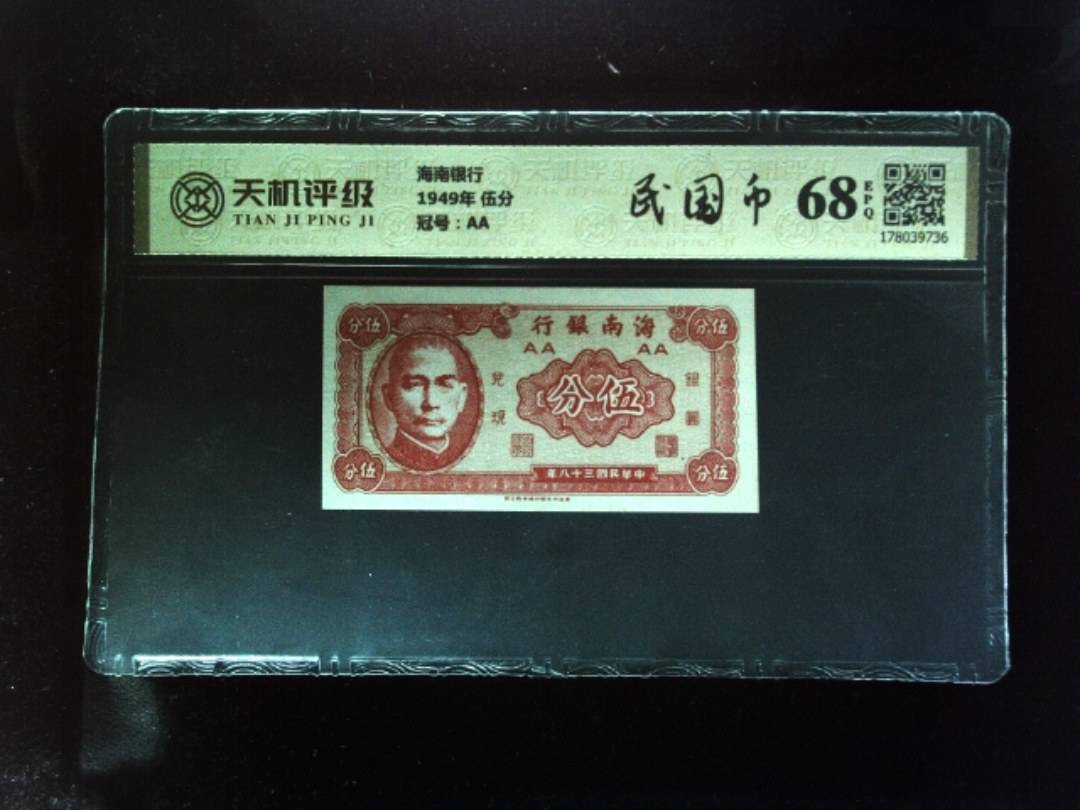 天机评级
TIAN JI PING JI
海南银行
1949年 伍分
冠号：AA
民国币 68 EPQ
178039736
分伍
行銀南海
分伍
AA AA
兌現
分伍
銀圓
年八十三國民華中
分伍
分伍